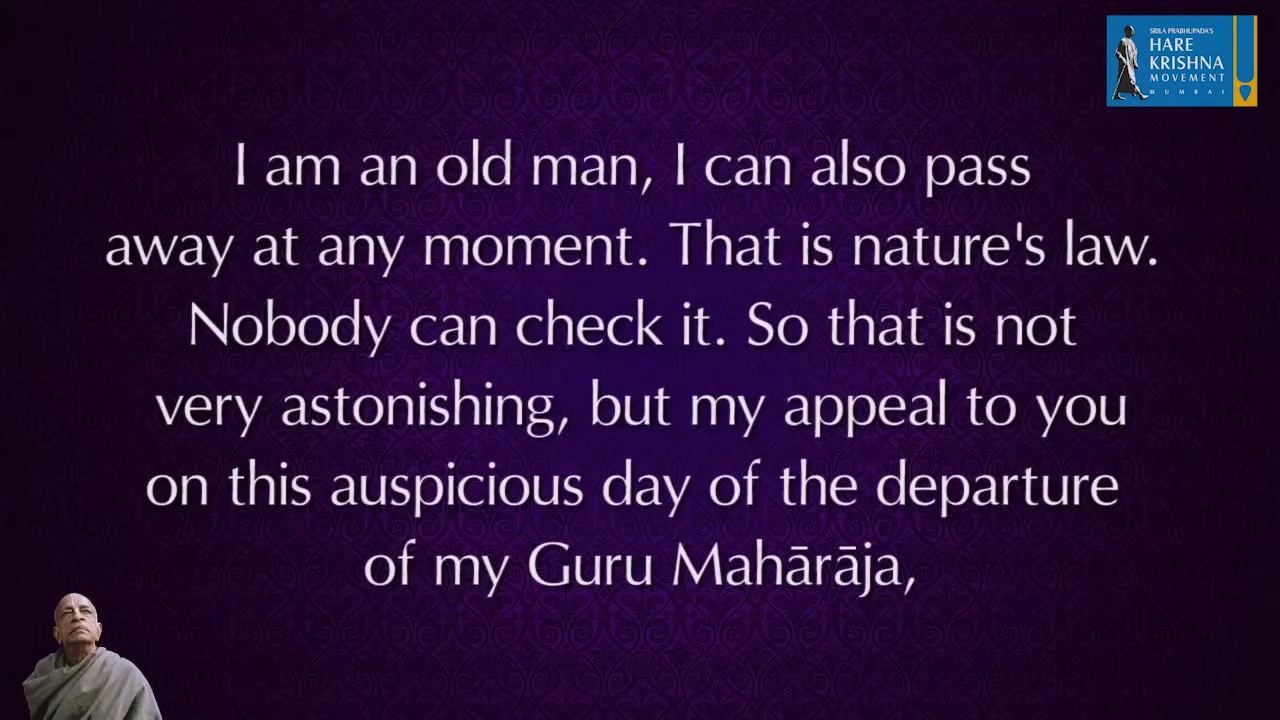 SRILA PRABHUPADA'S
HARE
KRISHNA
MOVEMENT
MUMBAI
I am an old man, I can also pass
away at any moment. That is nature's law.
Nobody can check it. So that is not
very astonishing, but my appeal to you
on this auspicious day of the departure
of my Guru Mahārāja,